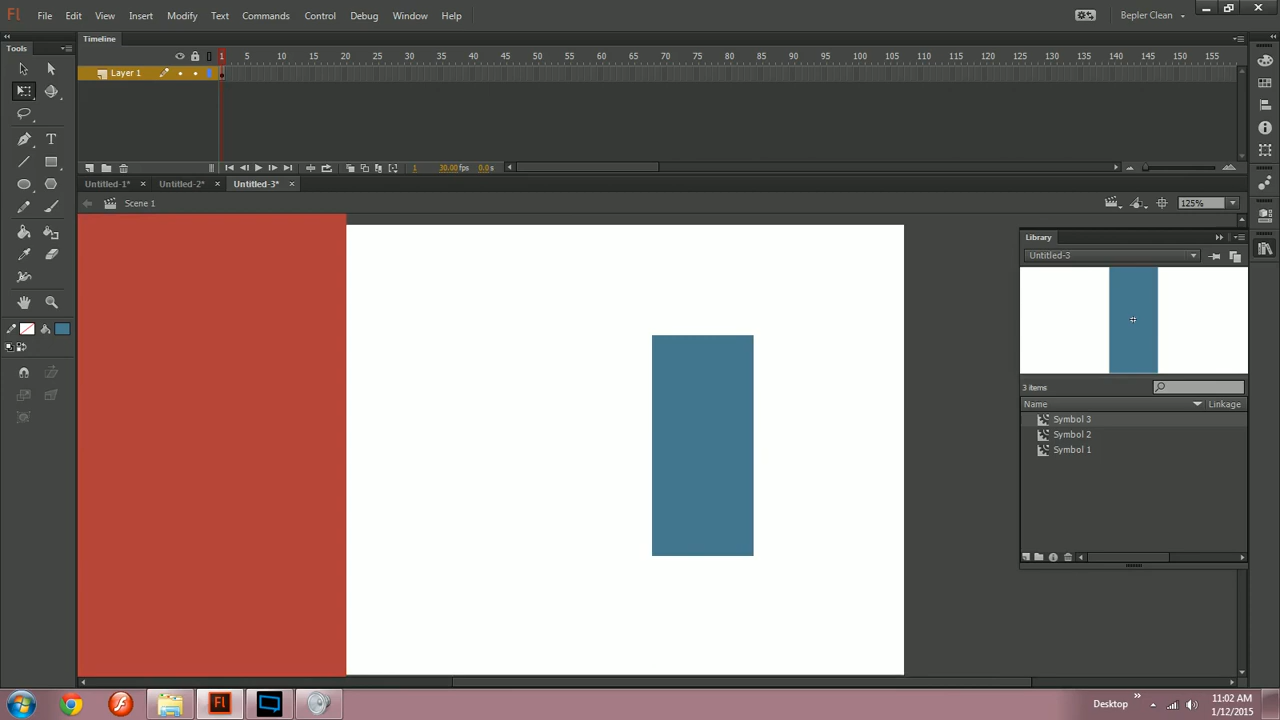 Fl File Edit View Insert Modify Text Commands Control Debug Window Help Bepler Clean
Tools
Timeline
1 5 10 15 20 25 30 35 40 45 50 55 60 65 70 75 80 85 90 95 100 105 110 115 120 125 130 135 140 145 150 155
Layer 1
1 30.00 fps 0.0 s
Untitled-1* Untitled-2* Untitled-3*
Scene 1
125%
T
Library
Untitled-3
3 items
Name Linkage
Symbol 3
Symbol 2
Symbol 1
Fl
Desktop
11:02 AM
1/12/2015